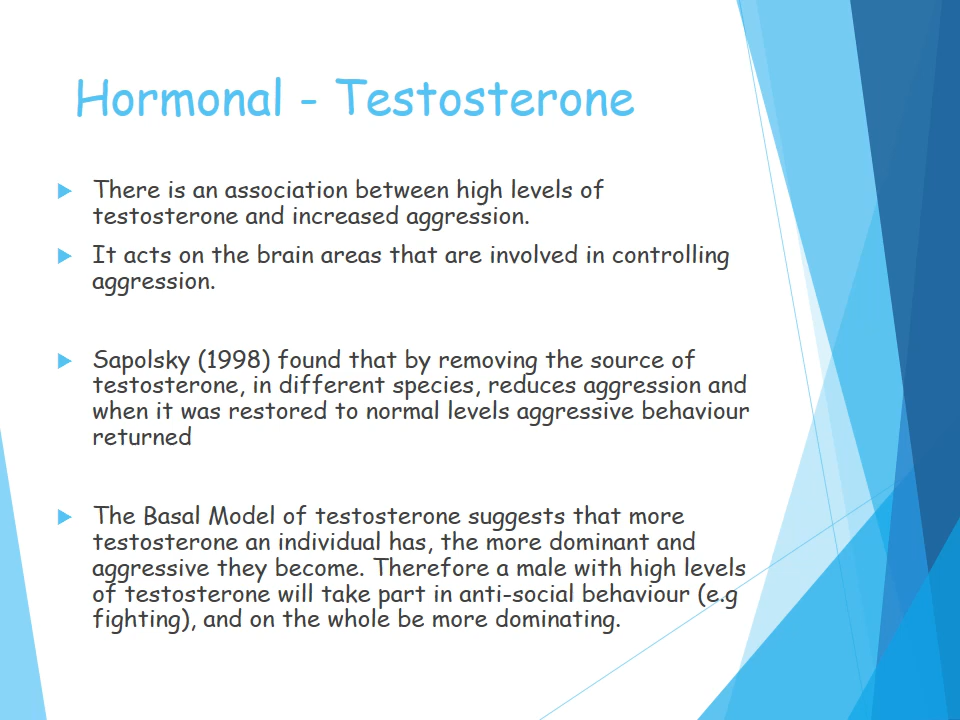 Hormonal - Testosterone
There is an association between high levels of
testosterone and increased aggression.
It acts on the brain areas that are involved in controlling
aggression.
Sapolsky (1998) found that by removing the source of
testosterone, in different species, reduces aggression and
when it was restored to normal levels aggressive behaviour
returned
The Basal Model of testosterone suggests that more
testosterone an individual has, the more dominant and
aggressive they become. Therefore a male with high levels
of testosterone will take part in anti-social behaviour (e.g
fighting), and on the whole be more dominating.